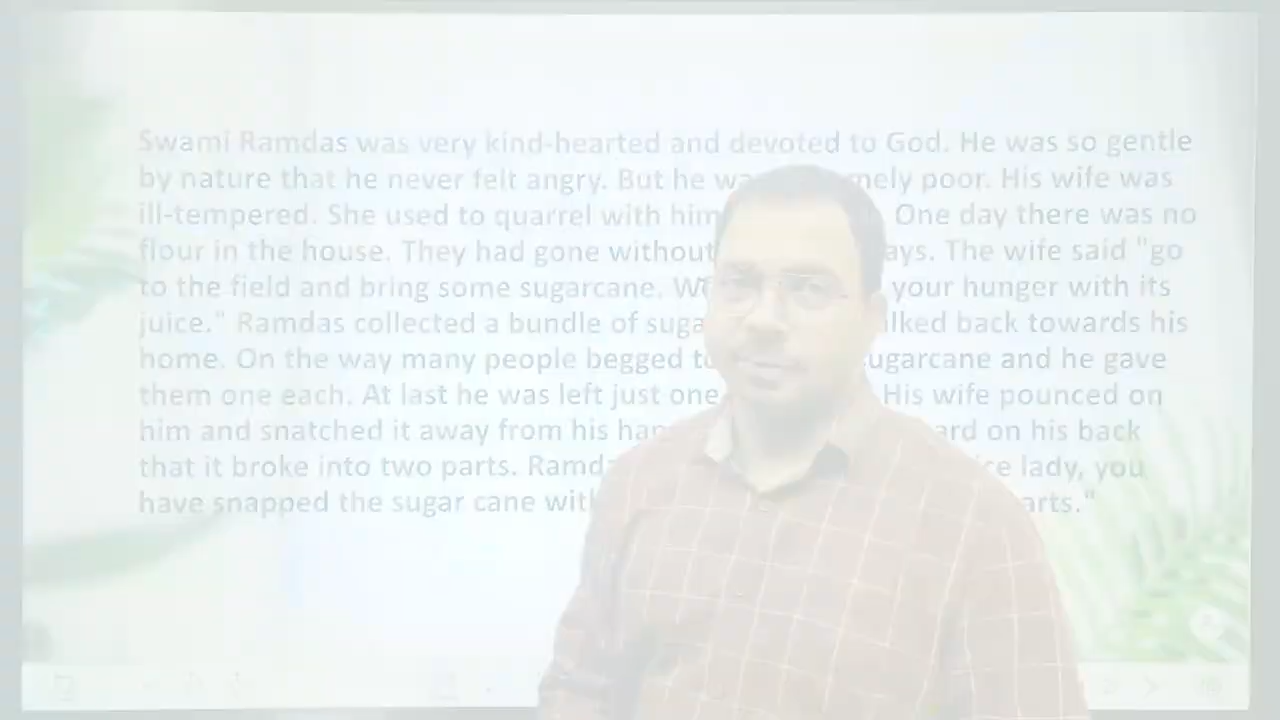 Swami Ramdas was very kind-hearted and devoted to God. He was so gentle
by nature that he never felt angry. But he was poor. His wife was
ill-tempered. She used to quarrel with him One day there was no
flour in the house. They had gone without The wife said "go
to the field and bring some sugarcane. your hunger with its
juice." Ramdas collected a bundle of back towards his
home. On the way many people begged sugarcane and he gave
them one each. At last he was left just one His wife pounced on
him and snatched it away from his on his back
that it broke into two parts. lady, you
have snapped the sugar cane